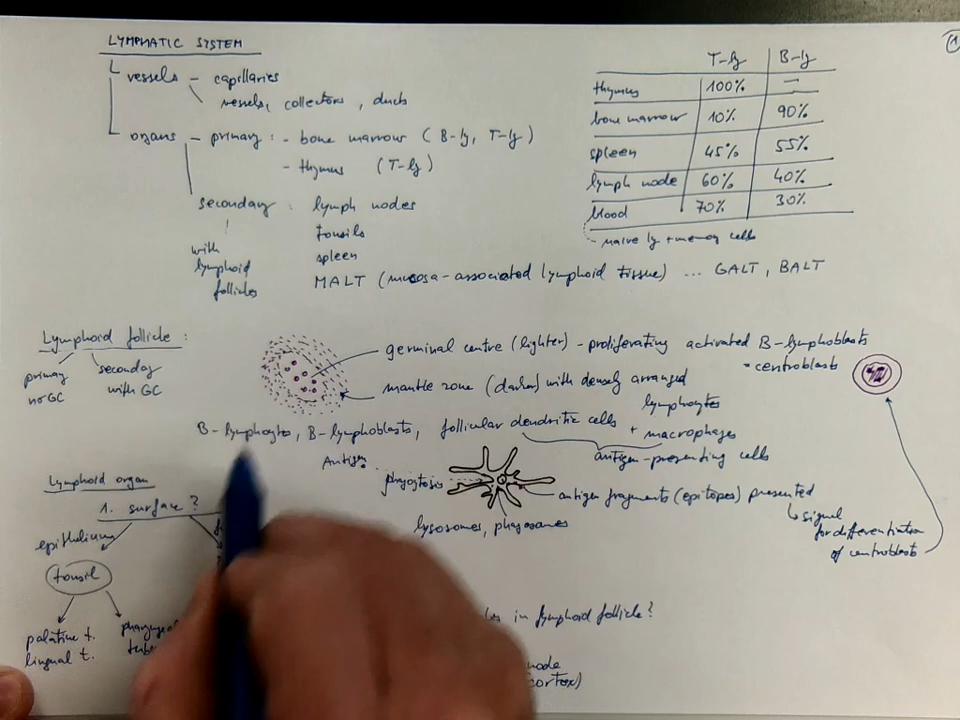 LYMPHATIC SYSTEM
vessels - capillaries
vessels, collectors, ducts
organs - primary : - bone marrow (B-ly, T-ly)
- thymus (T-ly)
secondary : lymph nodes
tonsils
spleen
MALT (mucosa-associated lymphoid tissue) ... GALT, BALT
with
lymphoid
follicles
T-ly B-ly
thymus 100% —
bone marrow 10% 90%
spleen 45% 55%
lymph node 60% 40%
blood 70% 30%
naive ly + memory cells
Lymphoid follicle :
primary
no GC
secondary
with GC
germinal centre (lighter) - proliferating activated B-lymphoblasts
= centroblasts
mantle zone (darker) with densely arranged
lymphocytes
B-lymphocytes, B-lymphoblasts, follicular dendritic cells + macrophages
antigen-presenting cells
Antigen
phagocytosis
lysosomes, phagosomes
antigen fragments (epitopes) presented
signal
for differentiation
of centroblasts
Lymphoid organ
1. surface ?
epithelium
tonsil
palatine t.
lingual t.
in lymphoid follicle?
node
(cortex)